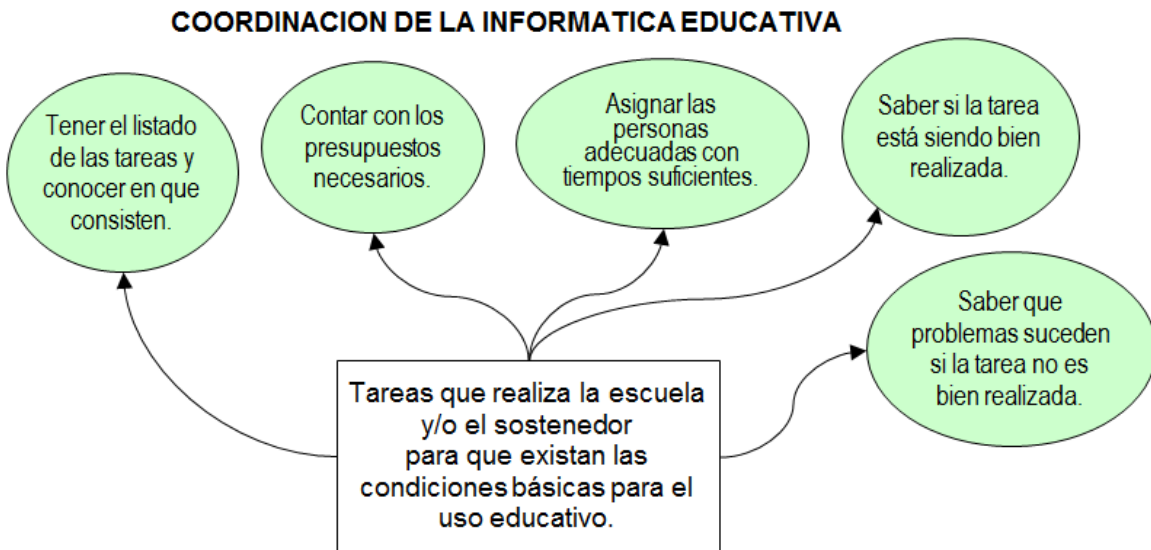 COORDINACION DE LA INFORMATICA EDUCATIVA
Tener el listado
de las tareas y
conocer en que
consisten.
Contar con los
presupuestos
necesarios.
Asignar las
personas
adecuadas con
tiempos suficientes.
Saber si la tarea
está siendo bien
realizada.
Saber que
problemas suceden
si la tarea no es
bien realizada.
Tareas que realiza la escuela
y/o el sostenedor
para que existan las
condiciones básicas para el
uso educativo.